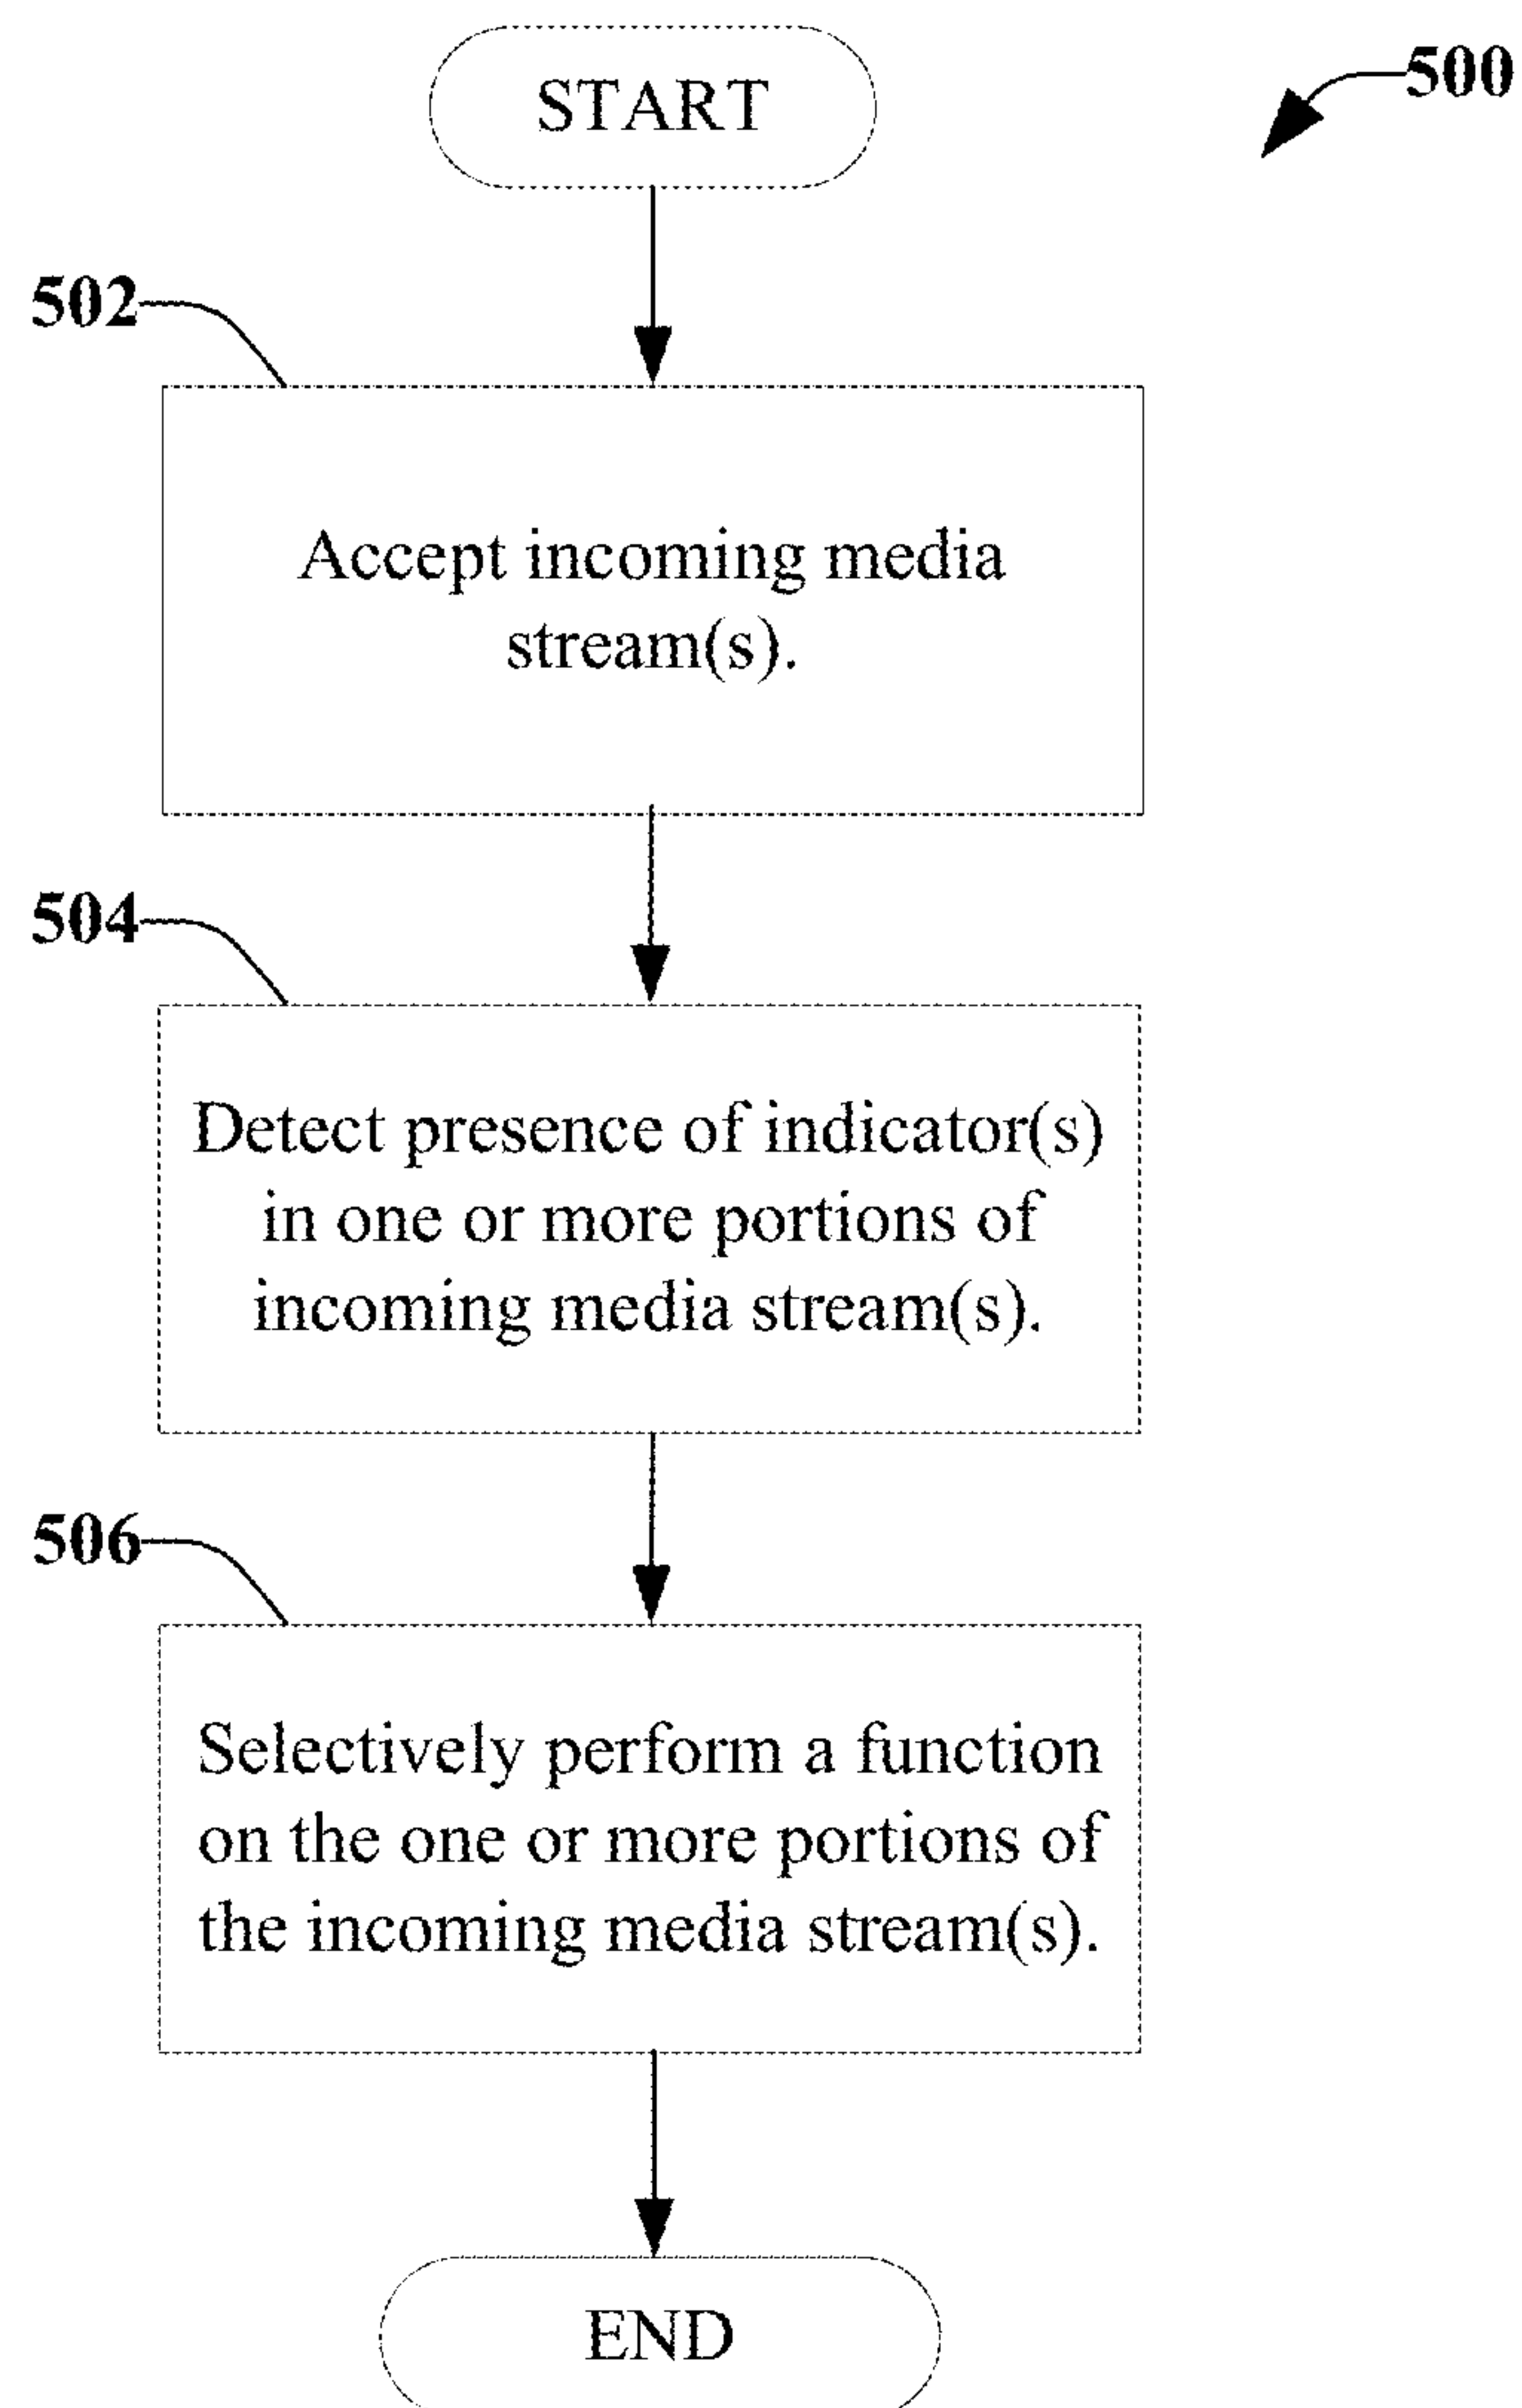 START
500
502
Accept incoming media
stream(s).
504
Detect presence of indicator(s)
in one or more portions of
incoming media stream(s).
506
Selectively perform a function
on the one or more portions of
the incoming media stream(s).
END